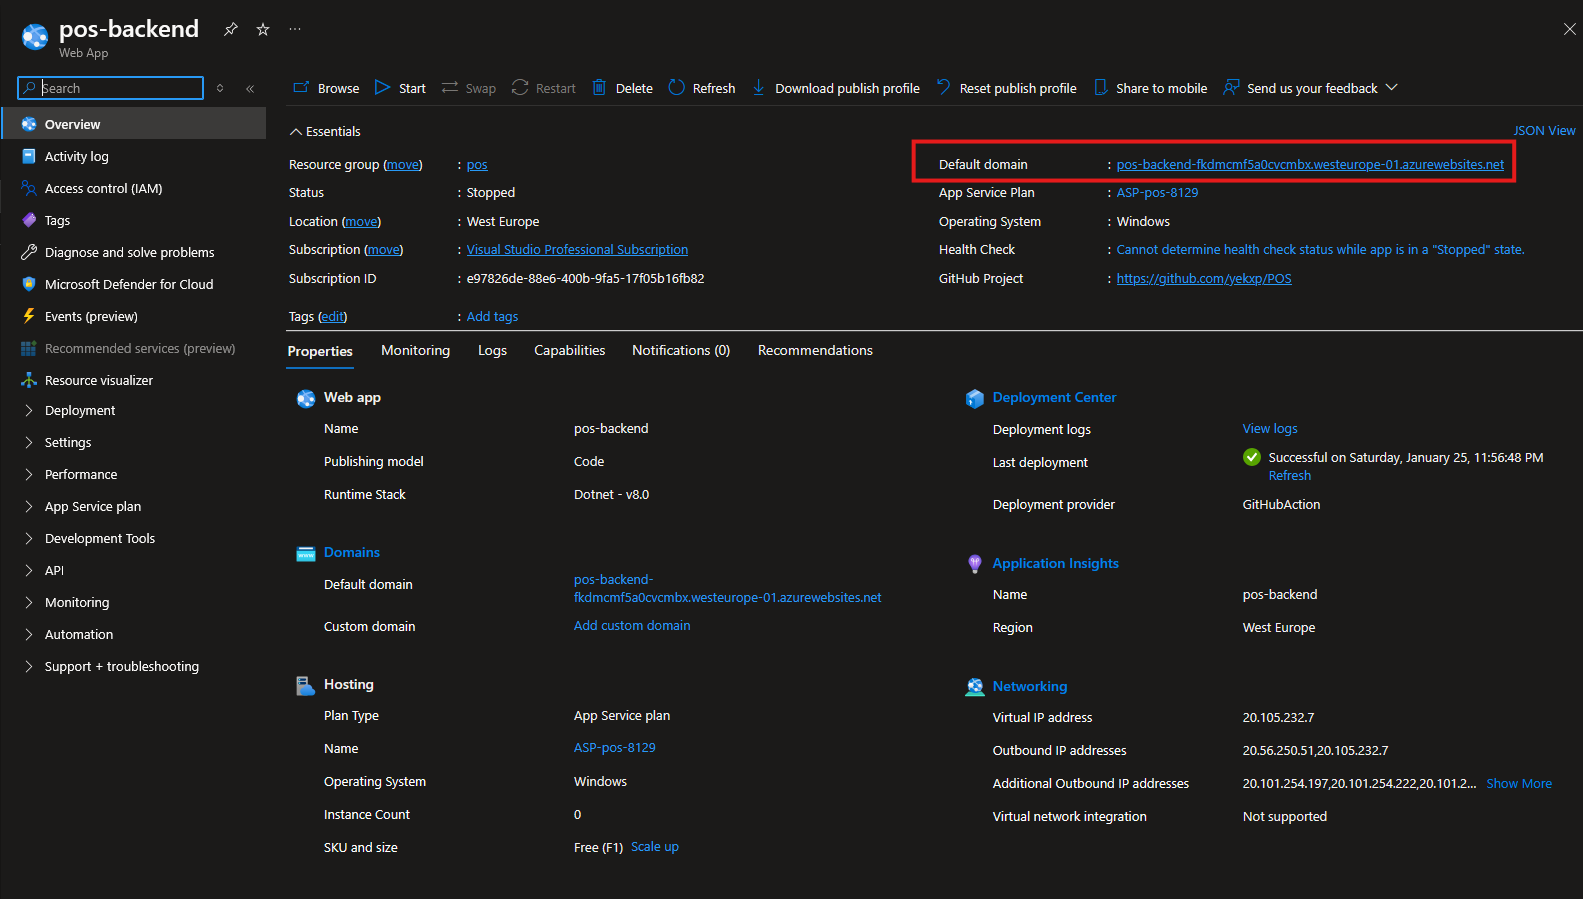 pos-backend ...
Web App
Search
Browse Start Swap Restart Delete Refresh Download publish profile Reset publish profile Share to mobile Send us your feedback
Overview
Activity log
Access control (IAM)
Tags
Diagnose and solve problems
Microsoft Defender for Cloud
Events (preview)
Recommended services (preview)
Resource visualizer
Deployment
Settings
Performance
App Service plan
Development Tools
API
Monitoring
Automation
Support + troubleshooting
Essentials
JSON View
Resource group (move) : pos
Status : Stopped
Location (move) : West Europe
Subscription (move) : Visual Studio Professional Subscription
Subscription ID : e97826de-88e6-400b-9fa5-17f05b16fb82
Tags (edit) : Add tags
Default domain : pos-backend-fkdmcmf5a0cvcmbx.westeurope-01.azurewebsites.net
App Service Plan : ASP-pos-8129
Operating System : Windows
Health Check : Cannot determine health check status while app is in a "Stopped" state.
GitHub Project : https://github.com/yekxp/POS
Properties Monitoring Logs Capabilities Notifications (0) Recommendations
Web app
Name pos-backend
Publishing model Code
Runtime Stack Dotnet - v8.0
Domains
Default domain pos-backend-
fkdmcmf5a0cvcmbx.westeurope-01.azurewebsites.net
Custom domain Add custom domain
Hosting
Plan Type App Service plan
Name ASP-pos-8129
Operating System Windows
Instance Count 0
SKU and size Free (F1) Scale up
Deployment Center
Deployment logs View logs
Last deployment Successful on Saturday, January 25, 11:56:48 PM
Refresh
Deployment provider GitHubAction
Application Insights
Name pos-backend
Region West Europe
Networking
Virtual IP address 20.105.232.7
Outbound IP addresses 20.56.250.51,20.105.232.7
Additional Outbound IP addresses 20.101.254.197,20.101.254.222,20.101.2... Show More
Virtual network integration Not supported